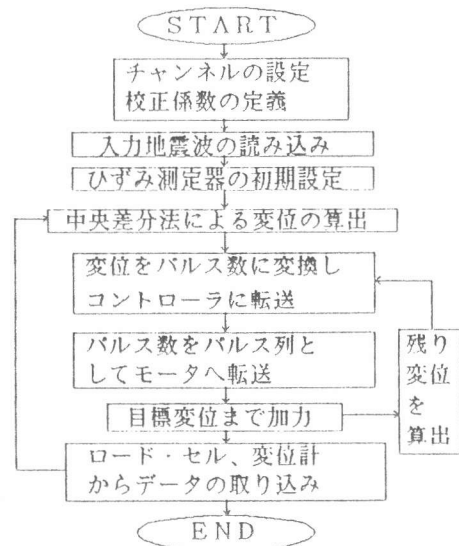 START
チャンネルの設定
校正係数の定義
入力地震波の読み込み
ひずみ測定器の初期設定
中央差分法による変位の算出
変位をパルス数に変換し
コントローラに転送
パルス数をパルス列と
してモータへ転送
残り
変位
を
算出
目標変位まで加力
ロード・セル、変位計
からデータの取り込み
END